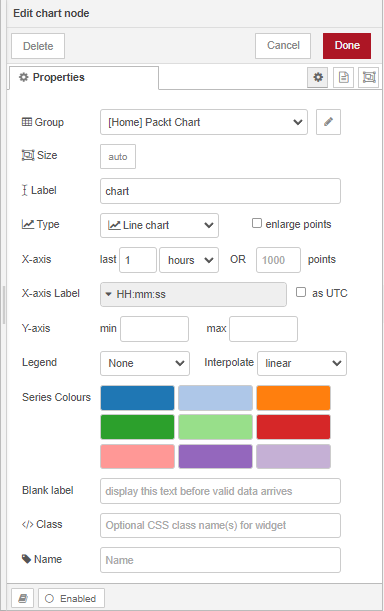 Edit chart node
Delete Cancel Done
Properties
Group [Home] Packt Chart
Size auto
Label chart
Type Line chart enlarge points
X-axis last 1 hours OR 1000 points
X-axis Label HH:mm:ss as UTC
Y-axis min max
Legend None Interpolate linear
Series Colours
Blank label display this text before valid data arrives
</> Class Optional CSS class name(s) for widget
Name Name
Enabled